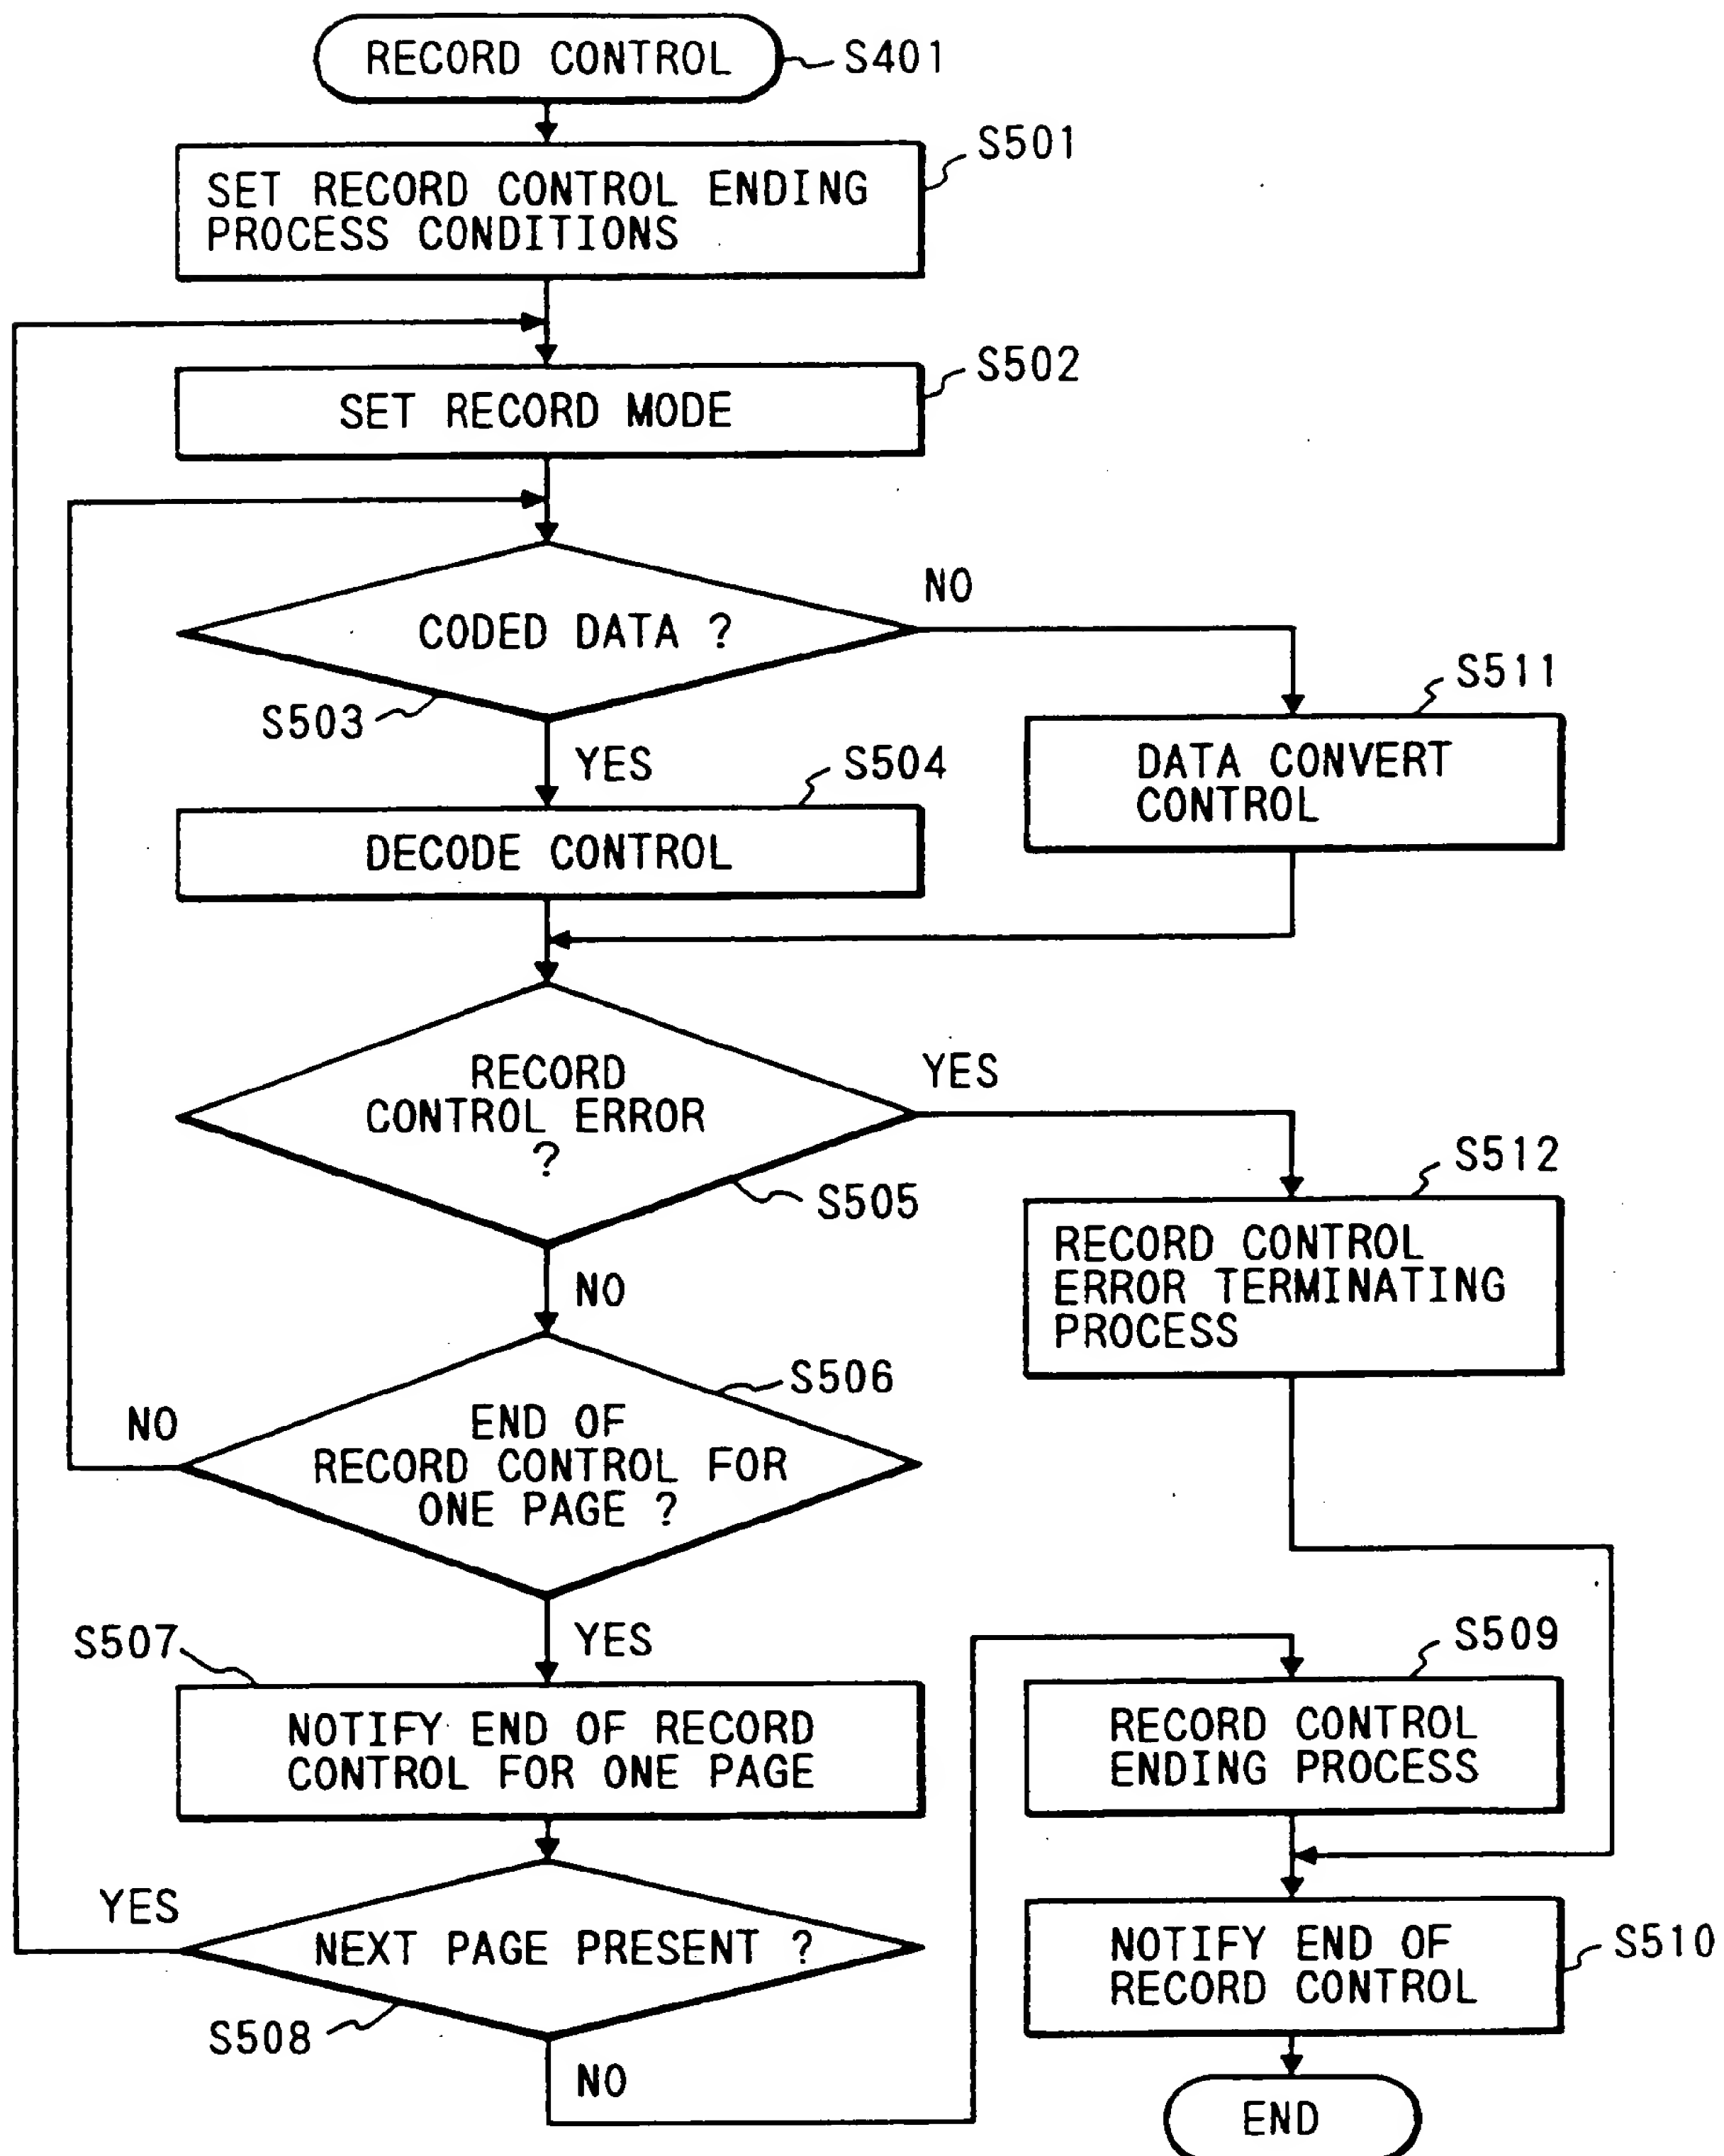 RECORD CONTROL
S401
S501
SET RECORD CONTROL ENDING
PROCESS CONDITIONS
S502
SET RECORD MODE
CODED DATA ?
NO
S503
YES
S511
DATA CONVERT
CONTROL
S504
DECODE CONTROL
RECORD
CONTROL ERROR
?
YES
S505
NO
S512
RECORD CONTROL
ERROR TERMINATING
PROCESS
S506
NO
END OF
RECORD CONTROL FOR
ONE PAGE ?
YES
S507
NOTIFY END OF RECORD
CONTROL FOR ONE PAGE
YES
NEXT PAGE PRESENT ?
S508
NO
S509
RECORD CONTROL
ENDING PROCESS
NOTIFY END OF
RECORD CONTROL
S510
END